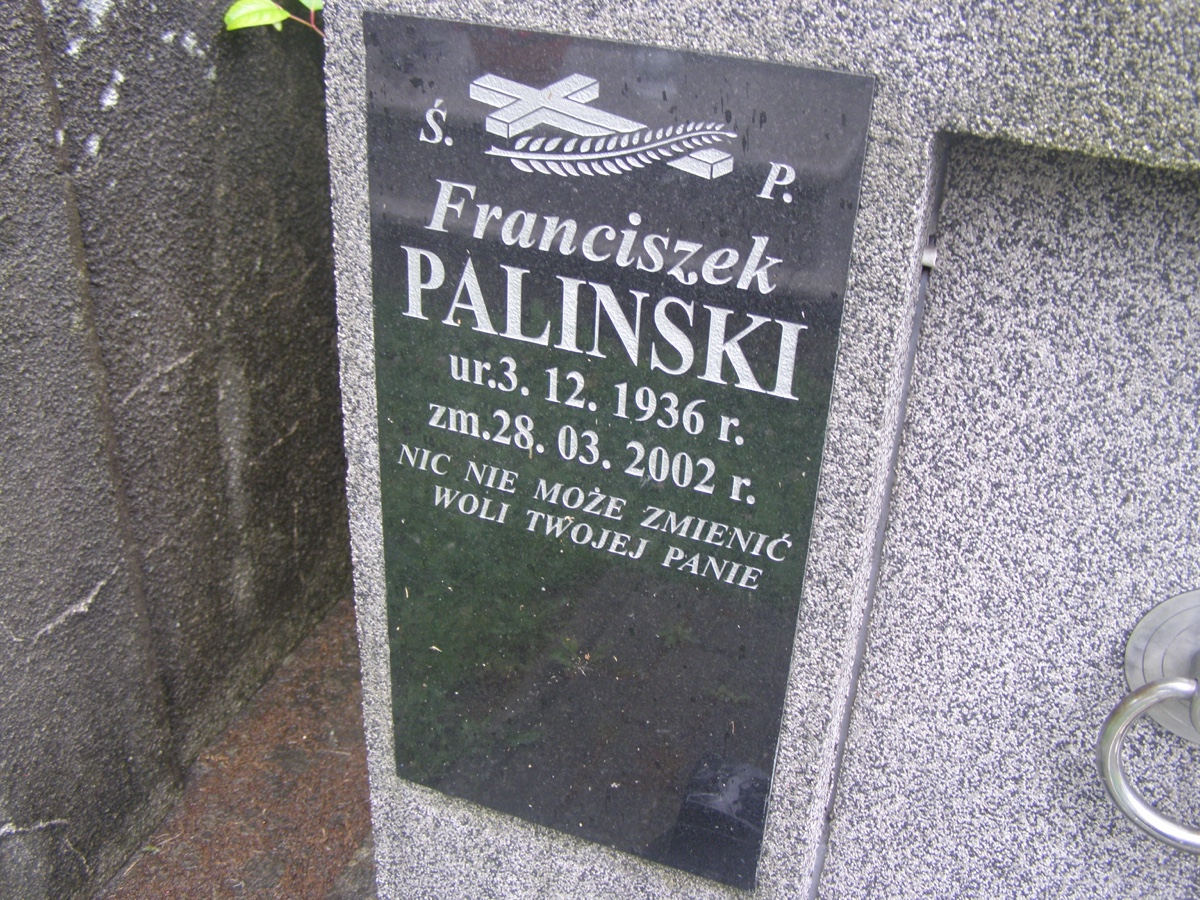 Ś. P.
Franciszek
PALINSKI
ur.3. 12. 1936 r.
zm.28. 03. 2002 r.
NIC NIE MOŻE ZMIENIĆ
WOLI TWOJEJ PANIE